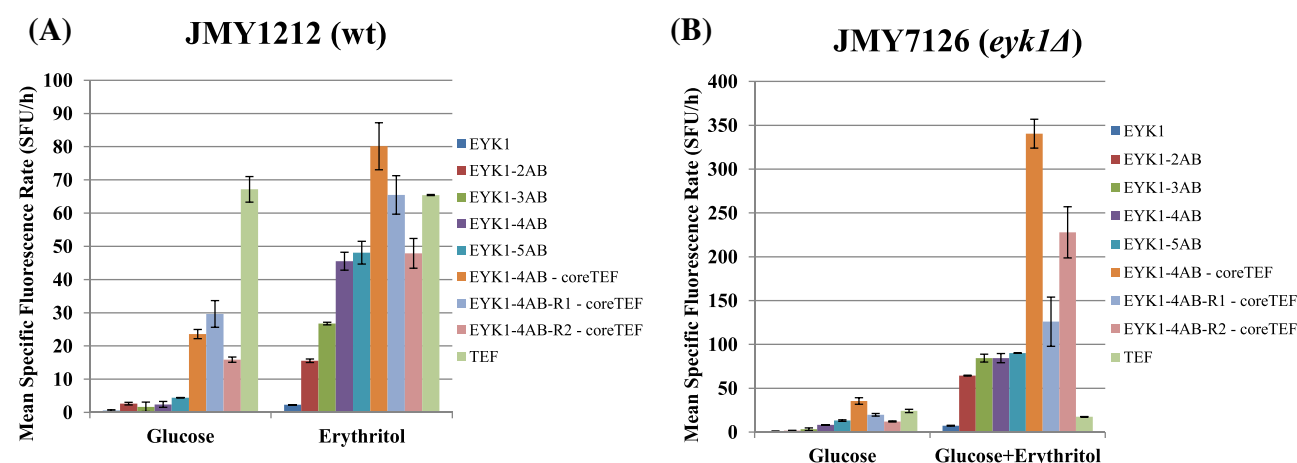 (A)
JMY1212 (wt)
Mean Specific Fluorescence Rate (SFU/h)
100
90
80
70
60
50
40
30
20
10
0
Glucose
Erythritol
EYK1
EYK1-2AB
EYK1-3AB
EYK1-4AB
EYK1-5AB
EYK1-4AB - coreTEF
EYK1-4AB-R1 - coreTEF
EYK1-4AB-R2 - coreTEF
TEF
(B)
JMY7126 (eyk1Δ)
Mean Specific Fluorescence Rate (SFU/h)
400
350
300
250
200
150
100
50
0
Glucose
Glucose+Erythritol
EYK1
EYK1-2AB
EYK1-3AB
EYK1-4AB
EYK1-5AB
EYK1-4AB - coreTEF
EYK1-4AB-R1 - coreTEF
EYK1-4AB-R2 - coreTEF
TEF